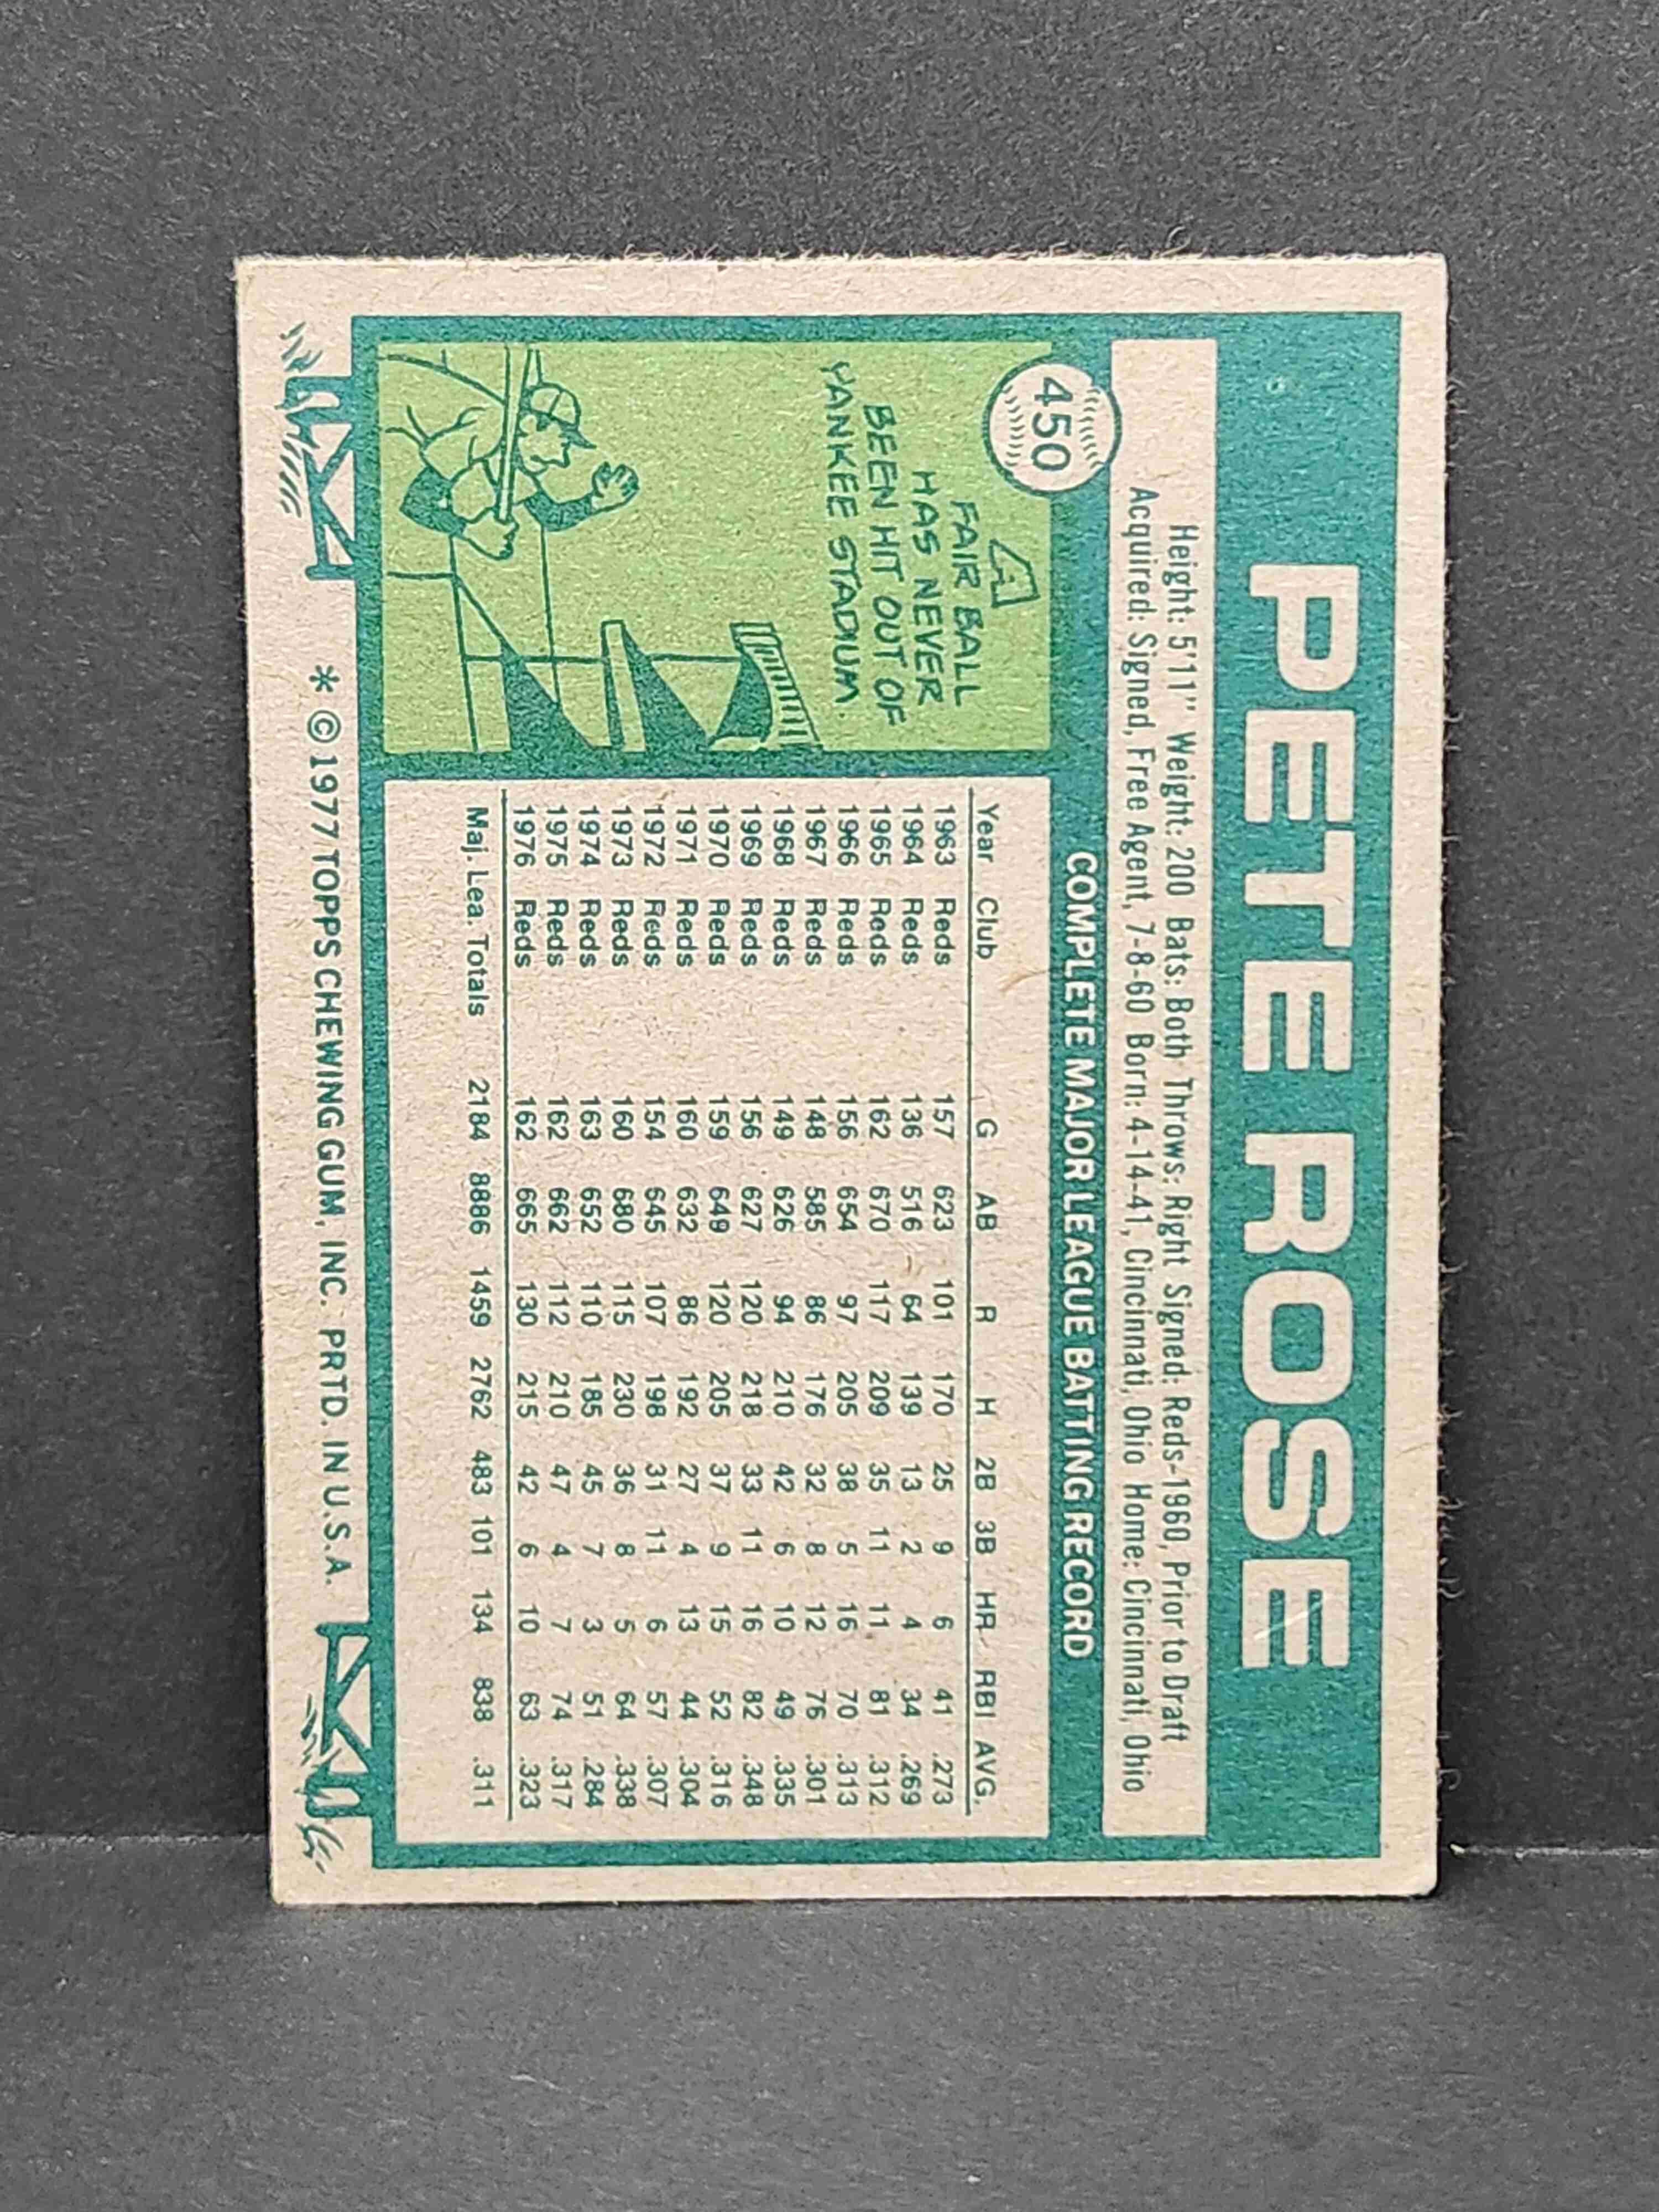 PETE ROSE
Height: 5'11" Weight: 200 Bats: Both Throws: Right Signed: Reds-1960, Prior to Draft
Acquired: Signed, Free Agent, 7-8-60 Born: 4-14-41, Cincinnati, Ohio Home: Cincinnati, Ohio
450
COMPLETE MAJOR LEAGUE BATTING RECORD
A
FAIR BALL
HAS NEVER
BEEN HIT OUT OF
YANKEE STADIUM.
Year Club G AB R H 2B 3B HR RBI AVG.
1963 Reds 157 623 101 170 25 9 6 41 .273
1964 Reds 136 516 64 139 13 2 4 34 .269
1965 Reds 162 670 117 209 35 11 11 81 .312
1966 Reds 156 654 97 205 38 5 16 70 .313
1967 Reds 148 585 86 176 32 8 12 76 .301
1968 Reds 149 626 94 210 42 6 10 49 .335
1969 Reds 156 627 120 218 33 11 16 82 .348
1970 Reds 159 649 120 205 37 9 15 52 .316
1971 Reds 160 632 86 192 27 4 13 44 .304
1972 Reds 154 645 107 198 31 11 6 57 .307
1973 Reds 160 680 115 230 36 8 5 64 .338
1974 Reds 163 652 110 185 45 7 3 51 .284
1975 Reds 162 662 112 210 47 4 7 74 .317
1976 Reds 162 665 130 215 42 6 10 63 .323
Maj. Lea. Totals 2184 8886 1459 2762 483 101 134 838 .311
* © 1977 TOPPS CHEWING GUM, INC. PRTD. IN U.S.A.